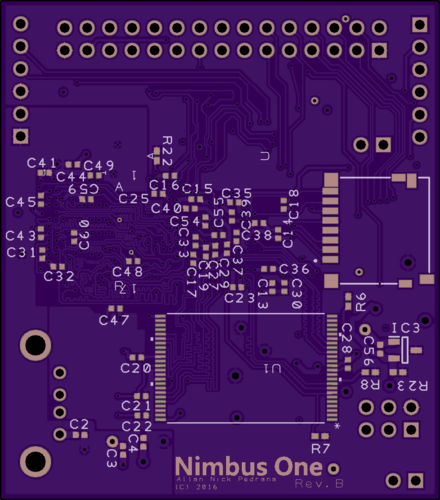 R22
C41
C49
C44
C59
A
1
A
C16
C25
C15
C35
C18
C45
C40
C54
C55
C39
C43
C90
C33
C38
C14
C31
C32
C48
C19
C27
C37
C17
C36
C23
C13
C30
R6
C47
IC3
C20
U1
C28
C56
R8
R23
C21
C22
C2
C3
C4
R7
*
Nimbus One
Allan Nick Pedrana
(C) 2016
Rev.B